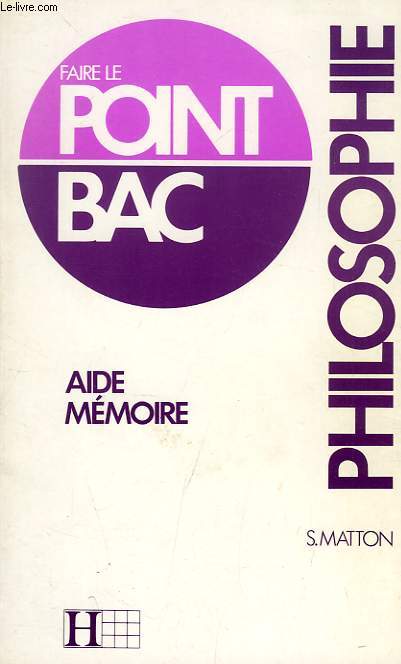 Le-livre.com
FAIRE LE
POINT
BAC
PHILOSOPHIE
AIDE
MÉMOIRE
S.MATTON
H